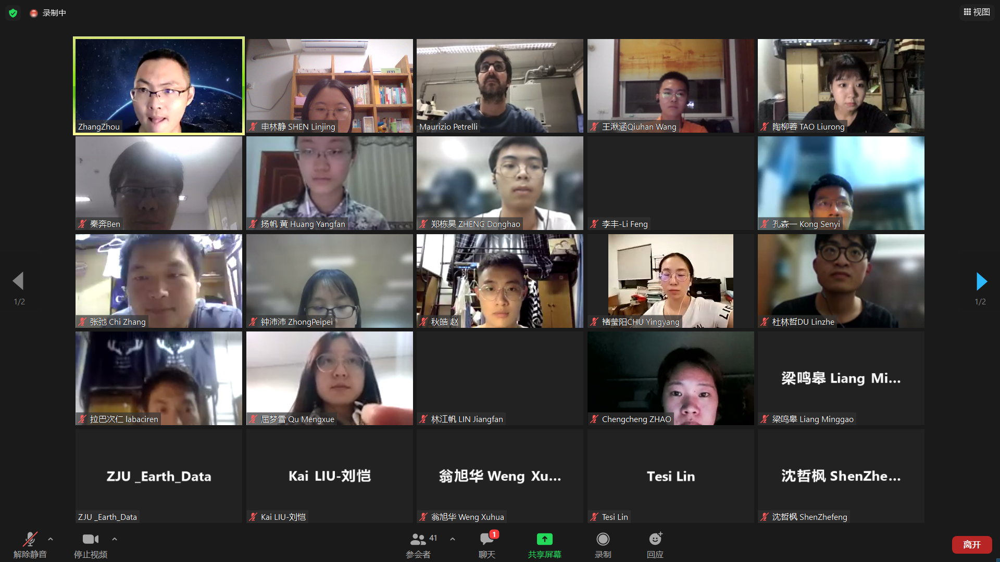 录制中
视图
ZhangZhou
申林静 SHEN Linjing
Maurizio Petrelli
王湫涵Qiuhan Wang
陶柳蓉 TAO Liurong
秦奔Ben
扬帆 黄 Huang Yangfan
郑栋昊 ZHENG Donghao
李丰-Li Feng
孔森一 Kong Senyi
张弛 Chi Zhang
钟沛沛 ZhongPeipei
秋皓 赵
褚莹阳CHU Yingyang
杜林哲DU Linzhe
1/2
1/2
拉巴次仁 labaciren
屈梦雪 Qu Mengxue
林江帆 LIN Jiangfan
Chengcheng ZHAO
梁鸣皋 Liang Mi...
梁鸣皋 Liang Minggao
ZJU _Earth_Data
Kai LIU-刘恺
翁旭华 Weng Xu...
Tesi Lin
沈哲枫 ShenZhe...
ZJU _Earth_Data
Kai LIU-刘恺
翁旭华 Weng Xuhua
Tesi Lin
沈哲枫 ShenZhefeng
解除静音
停止视频
41
参会者
1
聊天
共享屏幕
录制
回应
离开